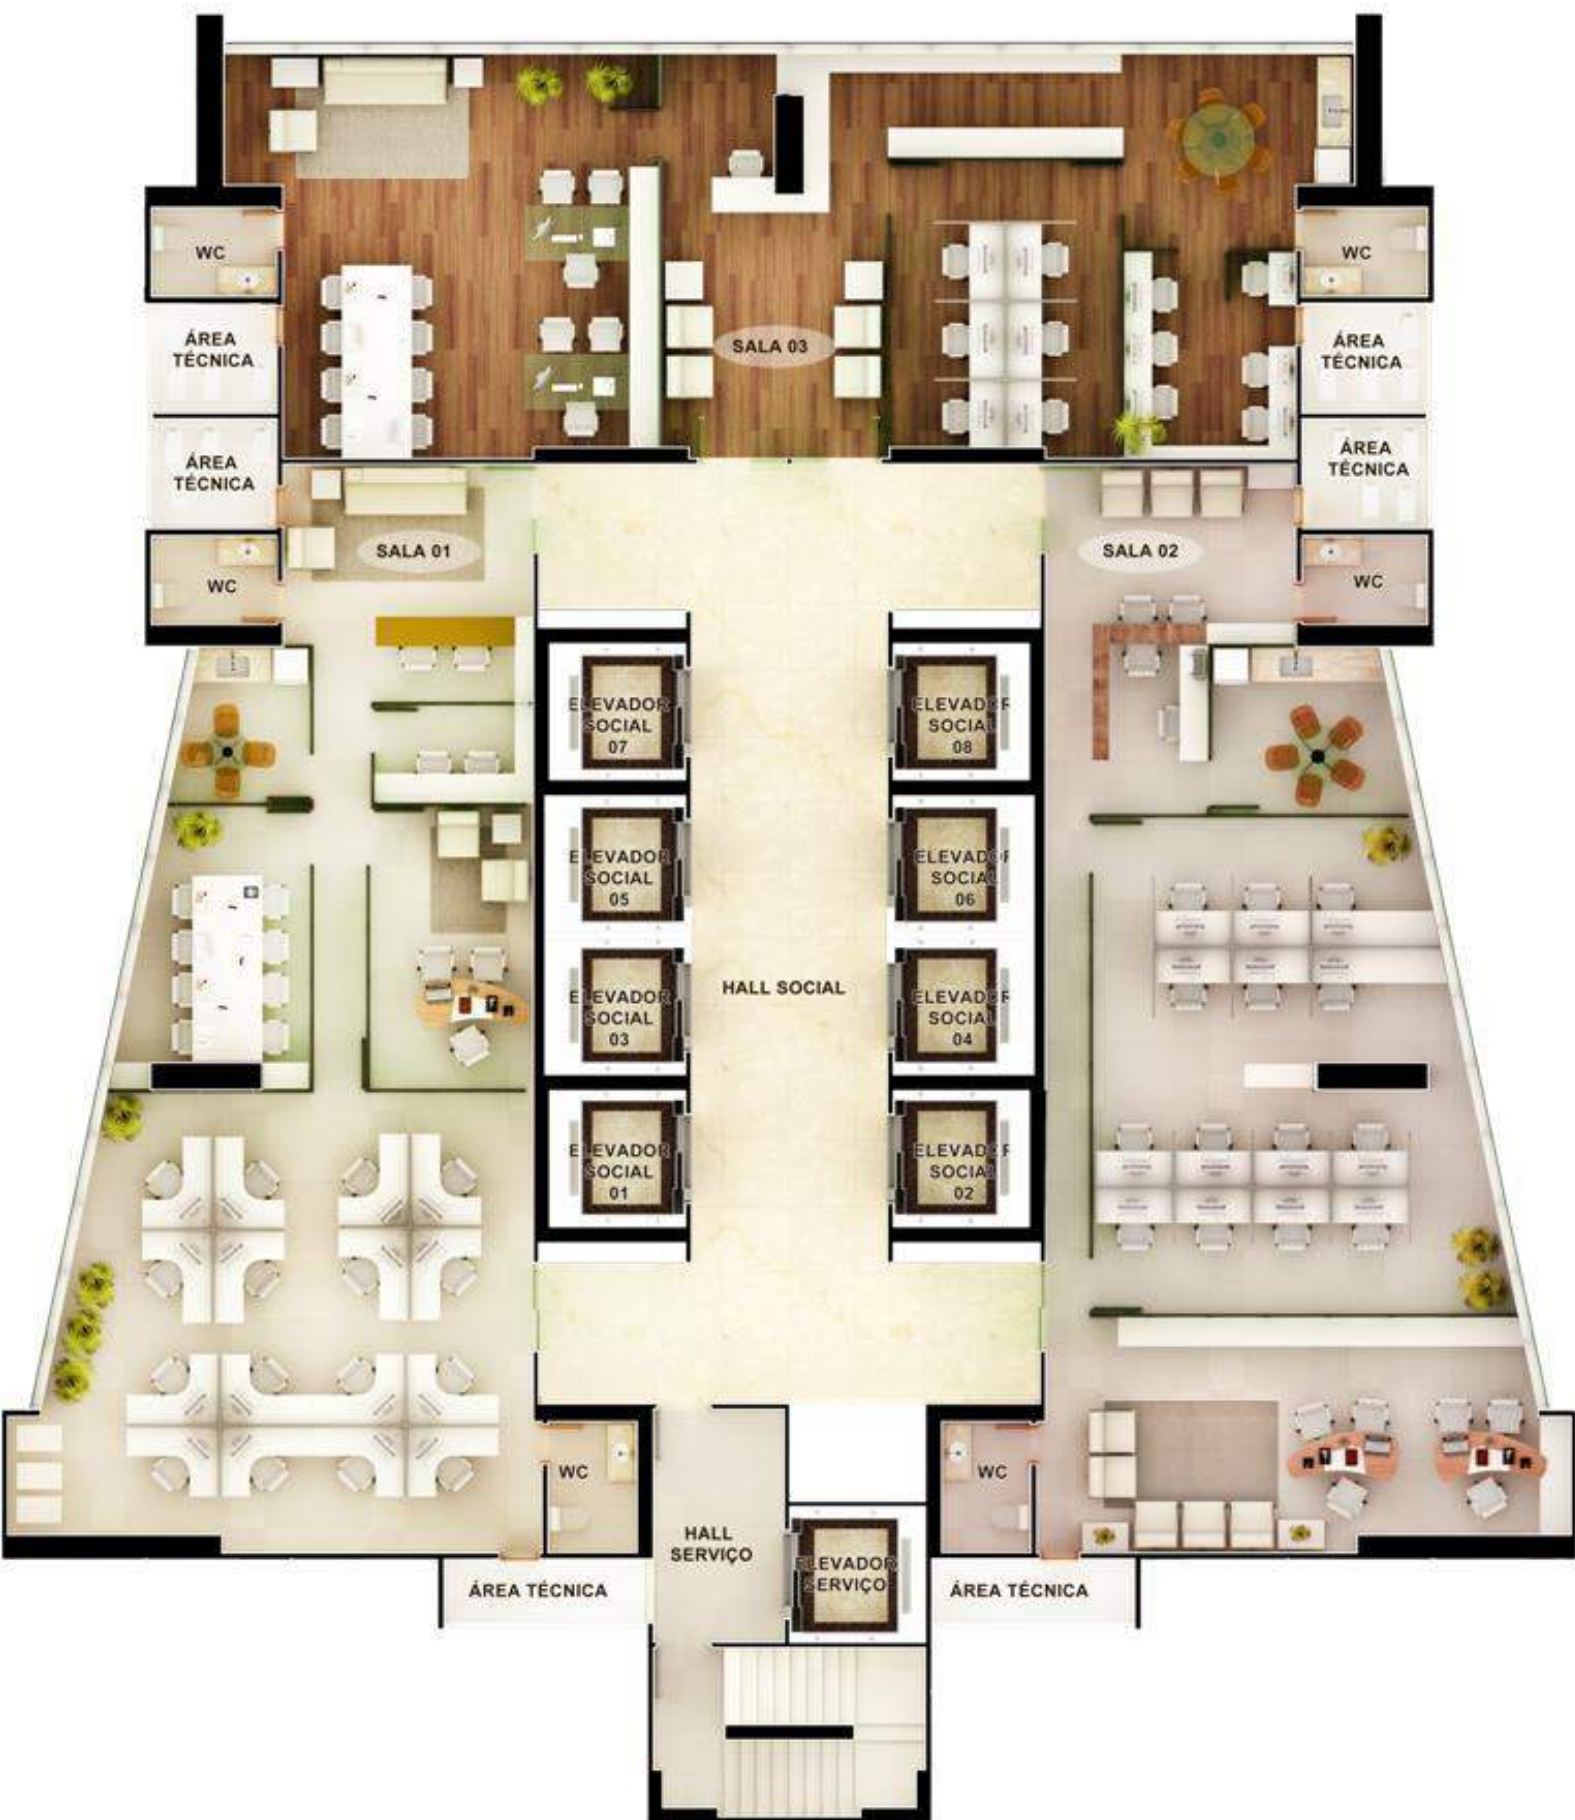 WC
WC
ÁREA
TÉCNICA
SALA 03
ÁREA
TÉCNICA
ÁREA
TÉCNICA
ÁREA
TÉCNICA
SALA 01
SALA 02
WC
WC
ELEVADOR
SOCIAL
07
ELEVADOR
SOCIAL
08
ELEVADOR
SOCIAL
05
ELEVADOR
SOCIAL
06
HALL SOCIAL
ELEVADOR
SOCIAL
03
ELEVADOR
SOCIAL
04
ELEVADOR
SOCIAL
01
ELEVADOR
SOCIAL
02
WC
WC
HALL
SERVIÇO
ELEVADOR
SERVIÇO
ÁREA TÉCNICA
ÁREA TÉCNICA